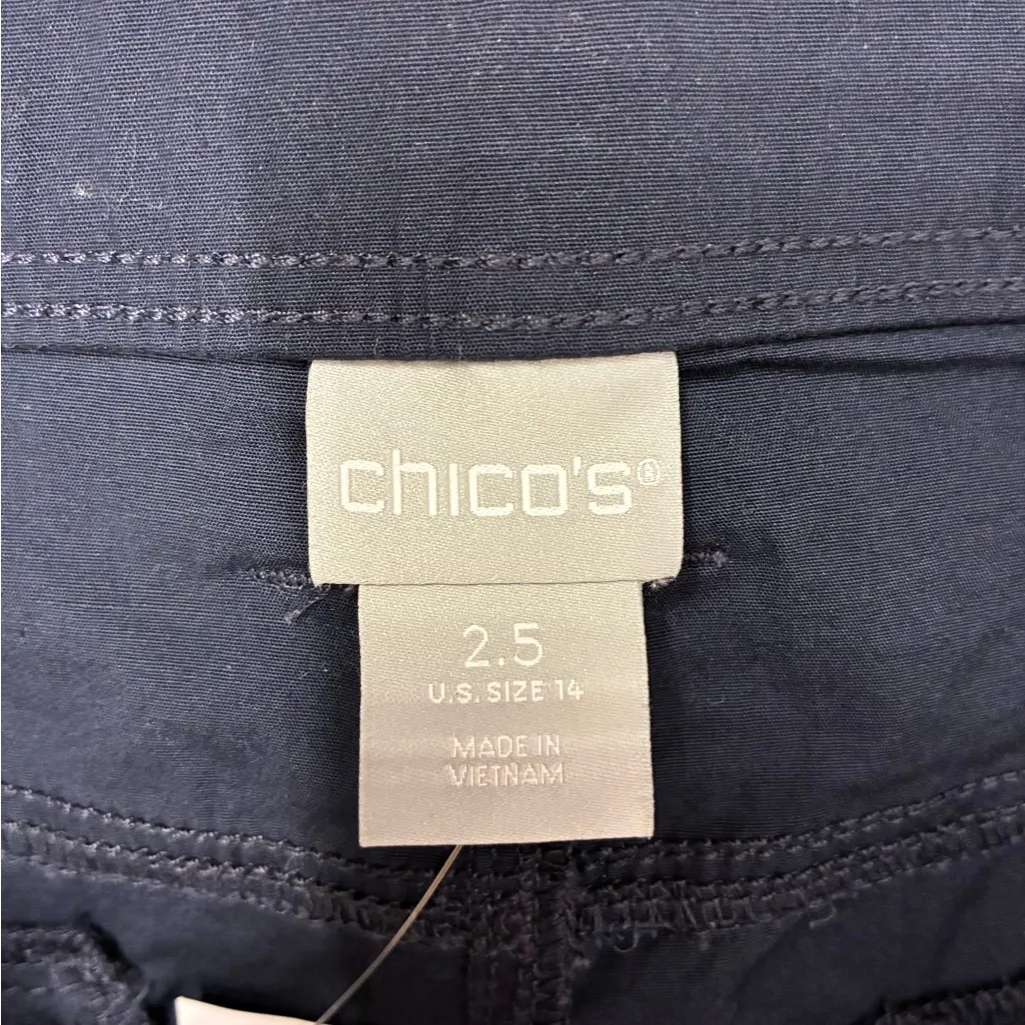 chico's®
2.5
U.S. SIZE 14
MADE IN
VIETNAM